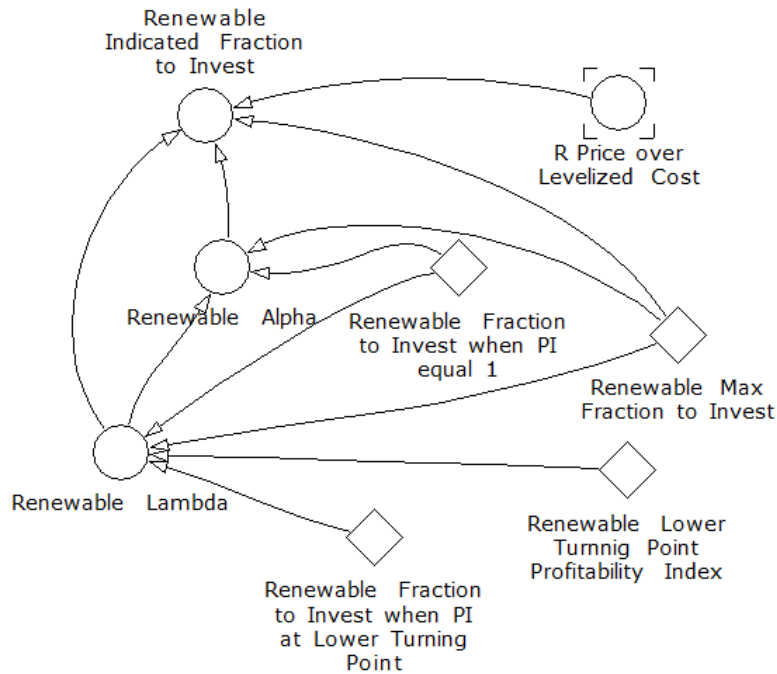 Renewable
Indicated Fraction
to Invest
R Price over
Levelized Cost
Renewable Alpha
Renewable Fraction
to Invest when PI
equal 1
Renewable Max
Fraction to Invest
Renewable Lambda
Renewable Lower
Turnnig Point
Profitability Index
Renewable Fraction
to Invest when PI
at Lower Turning
Point